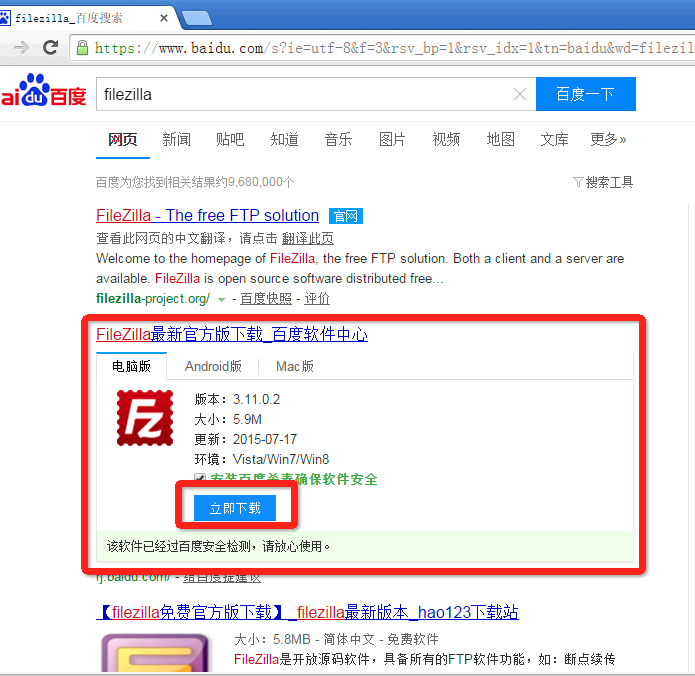 filezilla_百度搜索
https://www.baidu.com/s?ie=utf-8&f=3&rsv_bp=1&rsv_idx=1&tn=baidu&wd=filezil
Bai du 百度 filezilla 百度一下
网页 新闻 贴吧 知道 音乐 图片 视频 地图 文库 更多»
百度为您找到相关结果约9,680,000个 搜索工具
FileZilla - The free FTP solution 官网
查看此网页的中文翻译，请点击 翻译此页
Welcome to the homepage of FileZilla, the free FTP solution. Both a client and a server are
available. FileZilla is open source software distributed free...
filezilla-project.org/ - 百度快照 - 评价
FileZilla最新官方版下载_百度软件中心
电脑版 Android版 Mac版
Fz
版本：3.11.0.2
大小：5.9M
更新：2015-07-17
环境：Vista/Win7/Win8
安装百度杀毒确保软件安全
立即下载
该软件已经过百度安全检测，请放心使用。
rj.baidu.com/ - 给百度提建议
【filezilla免费官方版下载】_filezilla最新版本_hao123下载站
大小：5.8MB - 简体中文 - 免费软件
FileZilla是开放源码软件，具备所有的FTP软件功能，如：断点续传